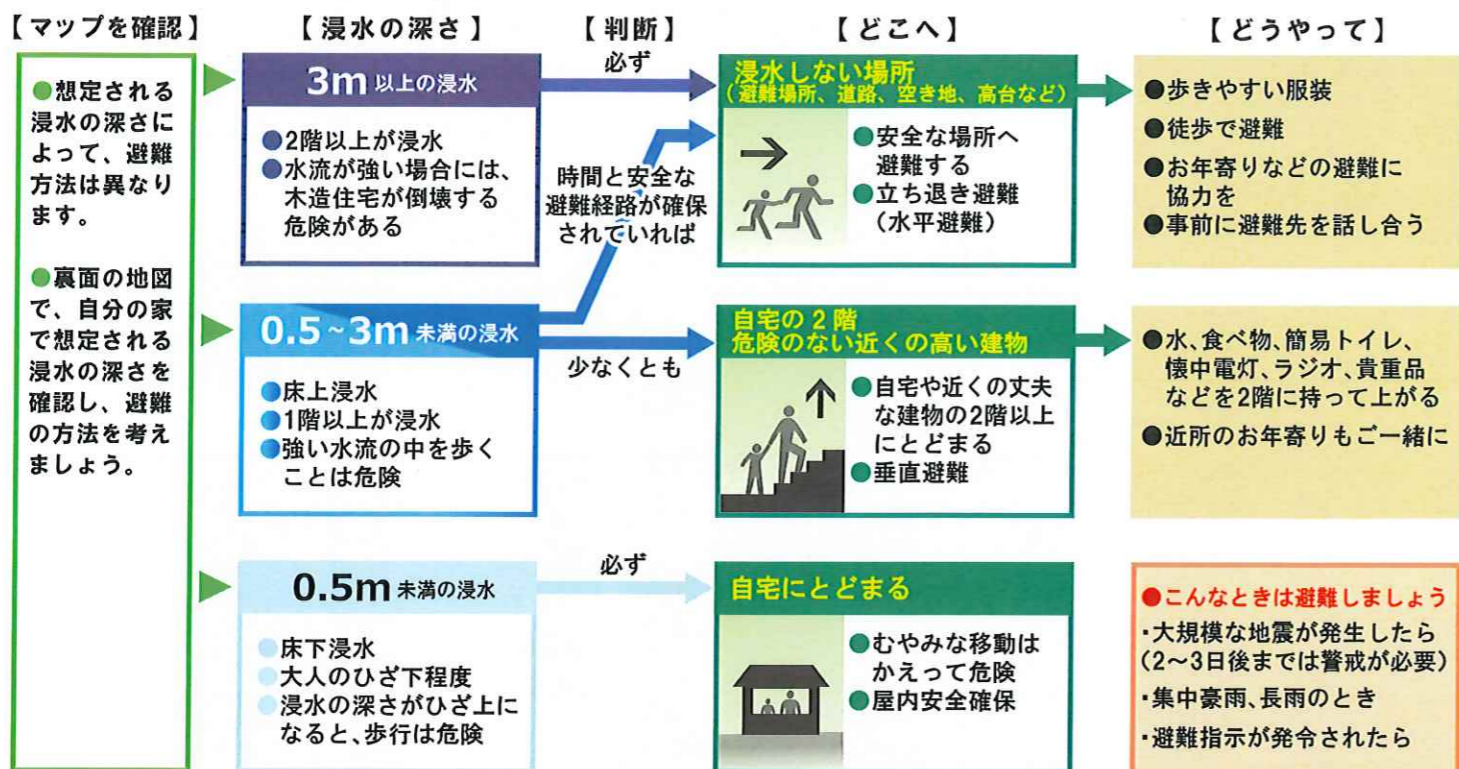 【マップを確認】
【浸水の深さ】
【判断】
【どこへ】
【どうやって】
●想定される
浸水の深さに
よって、避難
方法は異なり
ます。
●裏面の地図
で、自分の家
で想定される
浸水の深さを
確認し、避難
の方法を考え
ましょう。
3m以上の浸水
●2階以上が浸水
●水流が強い場合には、
木造住宅が倒壊する
危険がある
必ず
浸水しない場所
(避難場所、道路、空き地、高台など)
●安全な場所へ
避難する
●立ち退き避難
(水平避難)
●歩きやすい服装
●徒歩で避難
●お年寄りなどの避難に
協力を
●事前に避難先を話し合う
0.5~3m未満の浸水
●床上浸水
●1階以上が浸水
●強い水流の中を歩く
ことは危険
時間と安全な
避難経路が確保
されていれば
少なくとも
自宅の2階
危険のない近くの高い建物
●自宅や近くの丈夫
な建物の2階以上
にとどまる
●垂直避難
●水、食べ物、簡易トイレ、
懐中電灯、ラジオ、貴重品
などを2階に持って上がる
●近所のお年寄りもご一緒に
0.5m未満の浸水
●床下浸水
●大人のひざ下程度
●浸水の深さがひざ上に
なると、歩行は危険
必ず
自宅にとどまる
●むやみな移動は
かえって危険
●屋内安全確保
●こんなときは避難しましょう
・大規模な地震が発生したら
(2~3日後までは警戒が必要)
・集中豪雨、長雨のとき
・避難指示が発令されたら